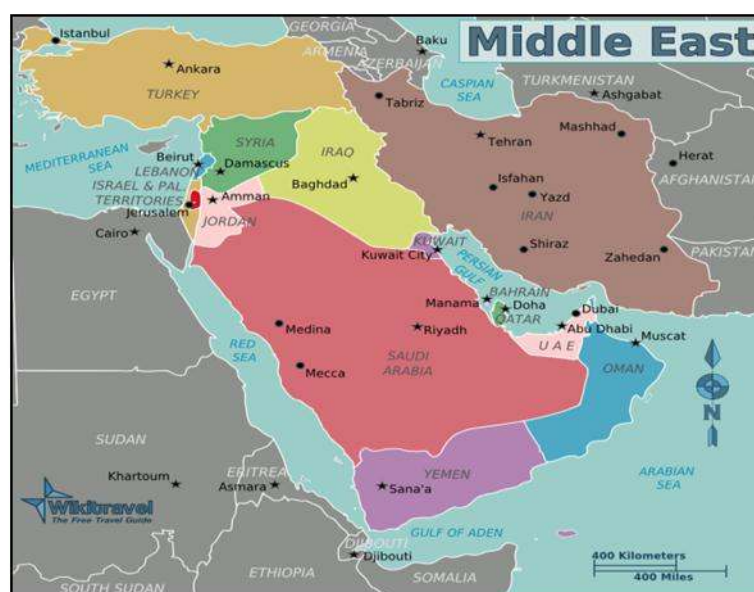 Middle East
GEORGIA
Istanbul
ARMENIA
Baku
AZERBAIJAN
CASPIAN
SEA
TURKMENISTAN
Ankara
TURKEY
Tabriz
Ashgabat
Tehran
Mashhad
MEDITERRANEAN
SEA
Beirut
SYRIA
LEBANON
Damascus
IRAQ
Baghdad
Herat
AFGHANISTAN
Isfahan
Yazd
IRAN
ISRAEL & PAL.
TERRITORIES
Jerusalem
Amman
JORDAN
Cairo
KUWAIT
Kuwait City
Shiraz
Zahedan
PAKISTAN
PERSIAN
GULF
EGYPT
BAHRAIN
Manama
Doha
QATAR
Dubai
Abu Dhabi
U A E
Muscat
Medina
Riyadh
RED
SEA
SAUDI
ARABIA
Mecca
OMAN
N
SUDAN
Khartoum
ERITREA
Asmara
YEMEN
Sana'a
ARABIAN
SEA
Wikitravel
The Free Travel Guide
GULF OF ADEN
DJIBOUTI
Djibouti
400 Kilometers
400 Miles
SOUTH SUDAN
ETHIOPIA
SOMALIA